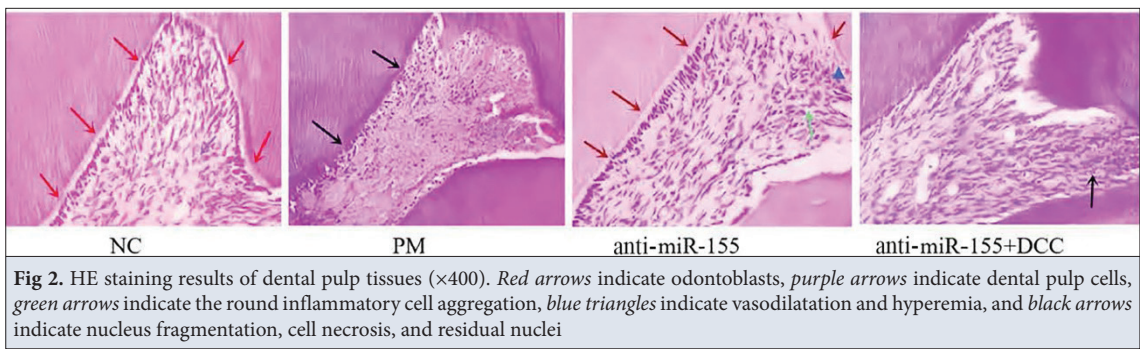 NC PM anti-miR-155 anti-miR-155+DCC
Fig 2. HE staining results of dental pulp tissues (×400). Red arrows indicate odontoblasts, purple arrows indicate dental pulp cells,
green arrows indicate the round inflammatory cell aggregation, blue triangles indicate vasodilatation and hyperemia, and black arrows
indicate nucleus fragmentation, cell necrosis, and residual nuclei